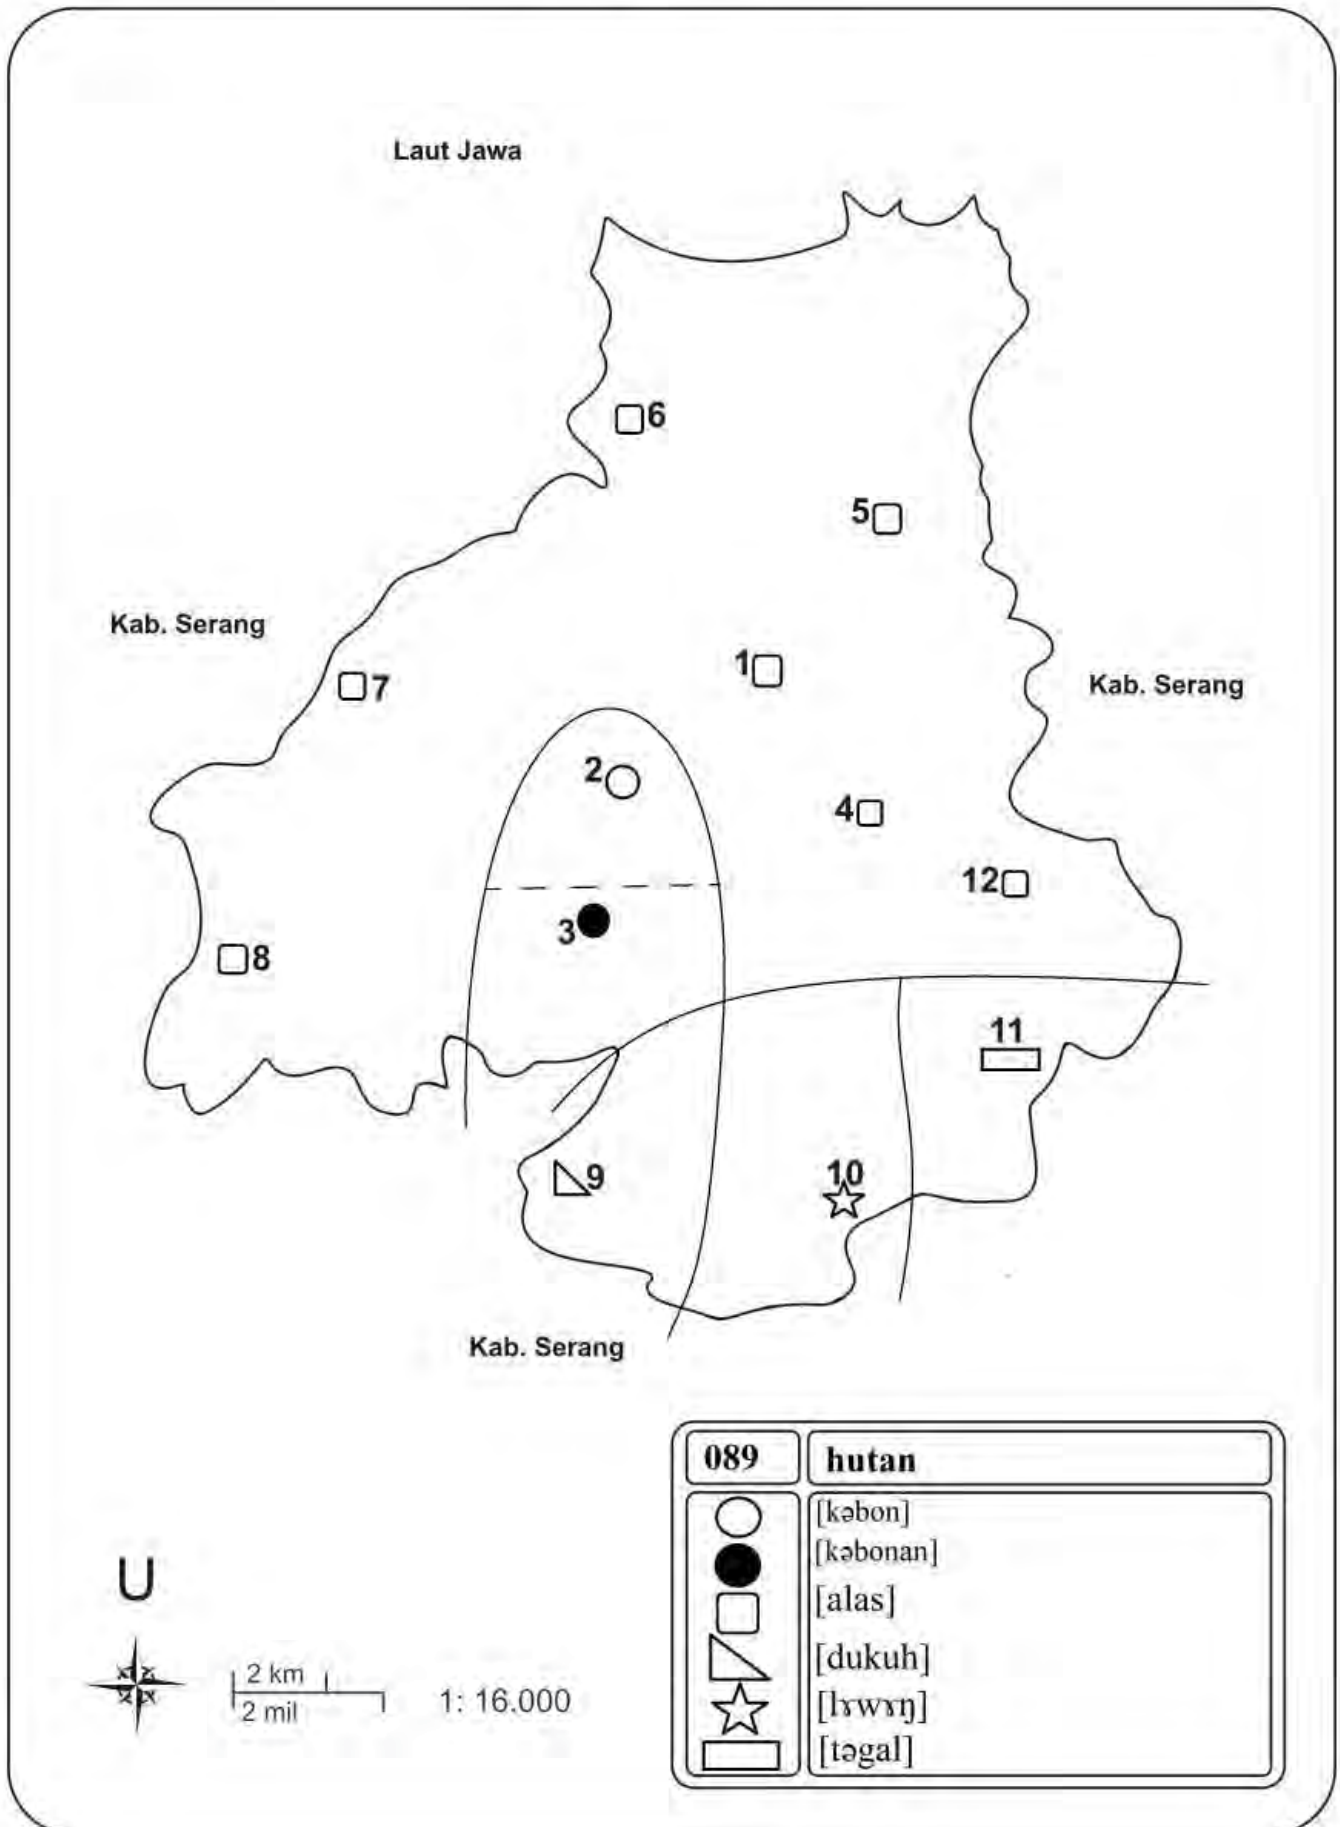 Laut Jawa
6
5
Kab. Serang
1
7
Kab. Serang
2
4
12
3
8
11
9
10
Kab. Serang
089 hutan
[kəbon]
[kəbonan]
[alas]
[dukuh]
[lɤwɤŋ]
[təgal]
U
2 km
2 mil
1: 16.000